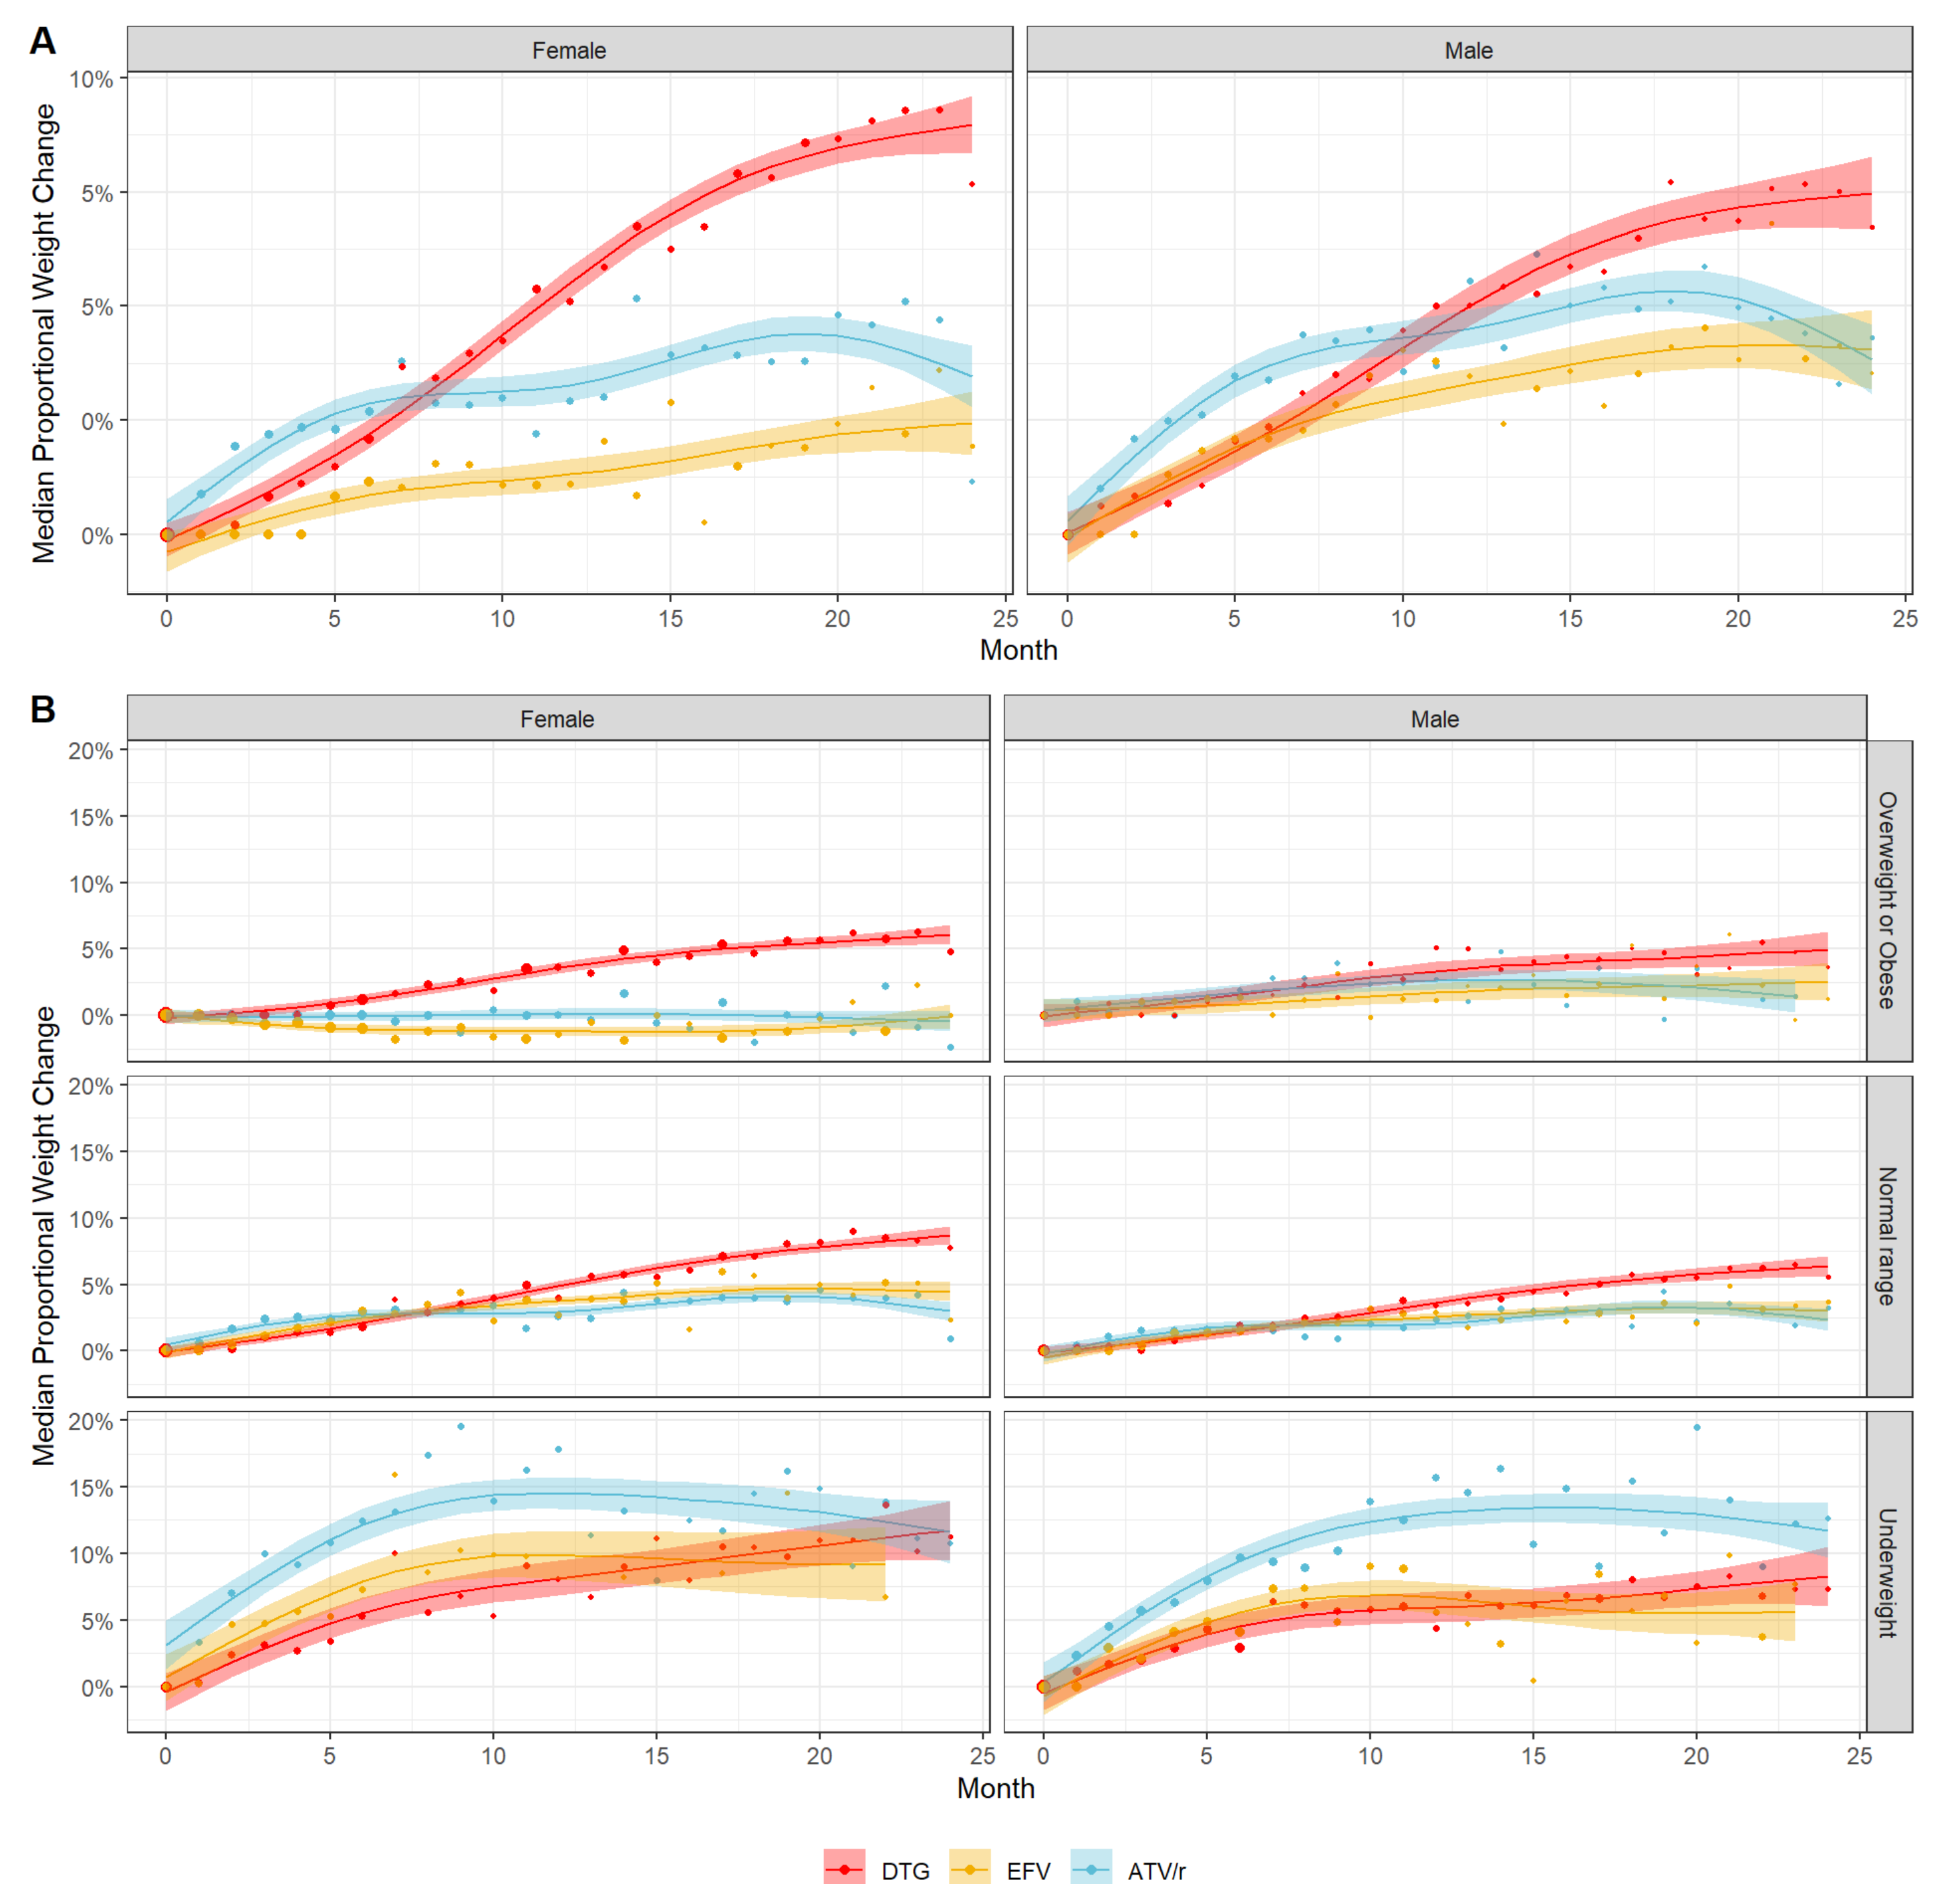 A
Female
Male
Median Proportional Weight Change
10%
5%
5%
0%
0%
0 5 10 15 20 25
0 5 10 15 20 25
Month
B
Female
Male
Median Proportional Weight Change
20%
15%
10%
5%
0%
Overweight or Obese
20%
15%
10%
5%
0%
Normal range
20%
15%
10%
5%
0%
Underweight
0 5 10 15 20 25
0 5 10 15 20 25
Month
DTG EFV ATV/r